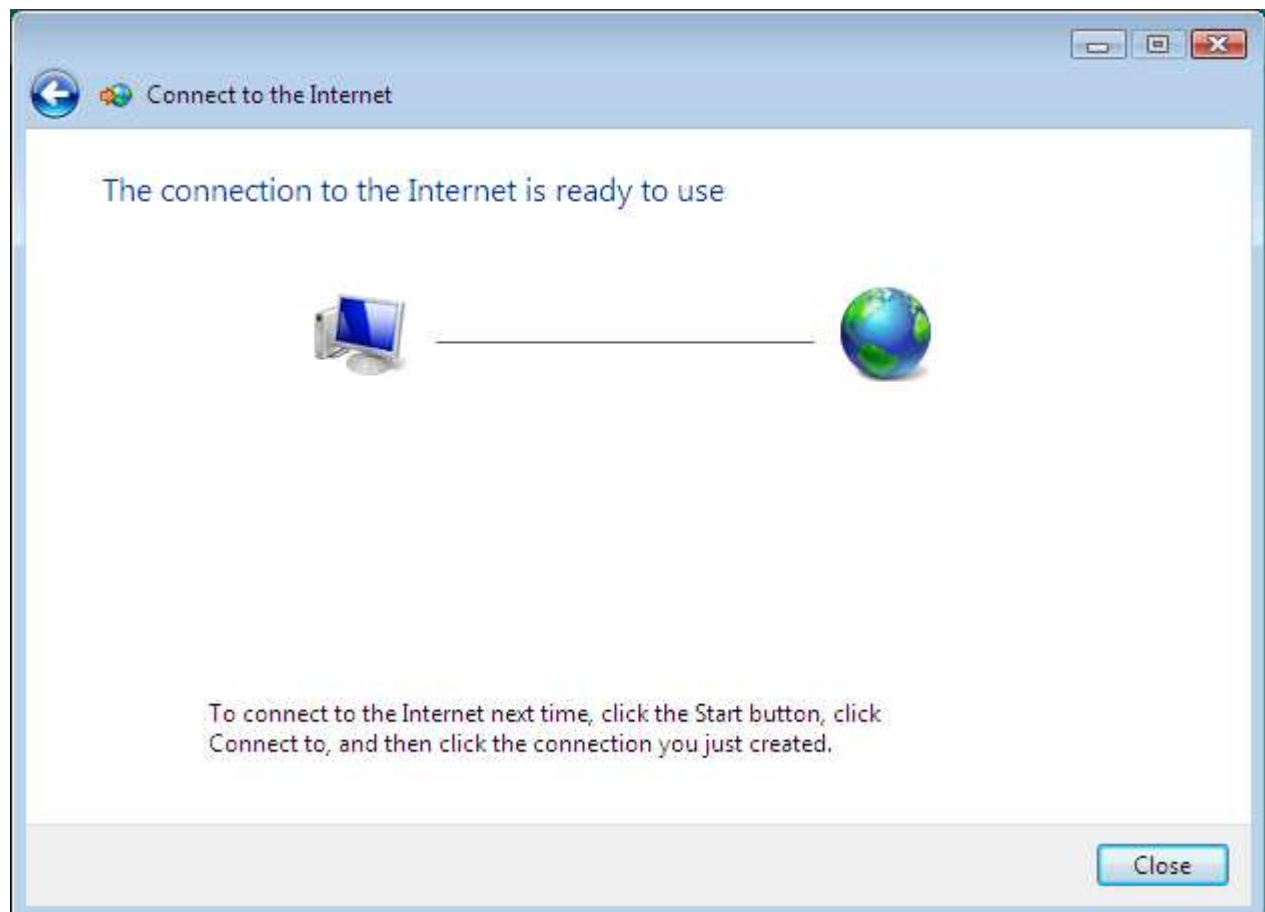 Connect to the Internet
The connection to the Internet is ready to use
To connect to the Internet next time, click the Start button, click
Connect to, and then click the connection you just created.
Close